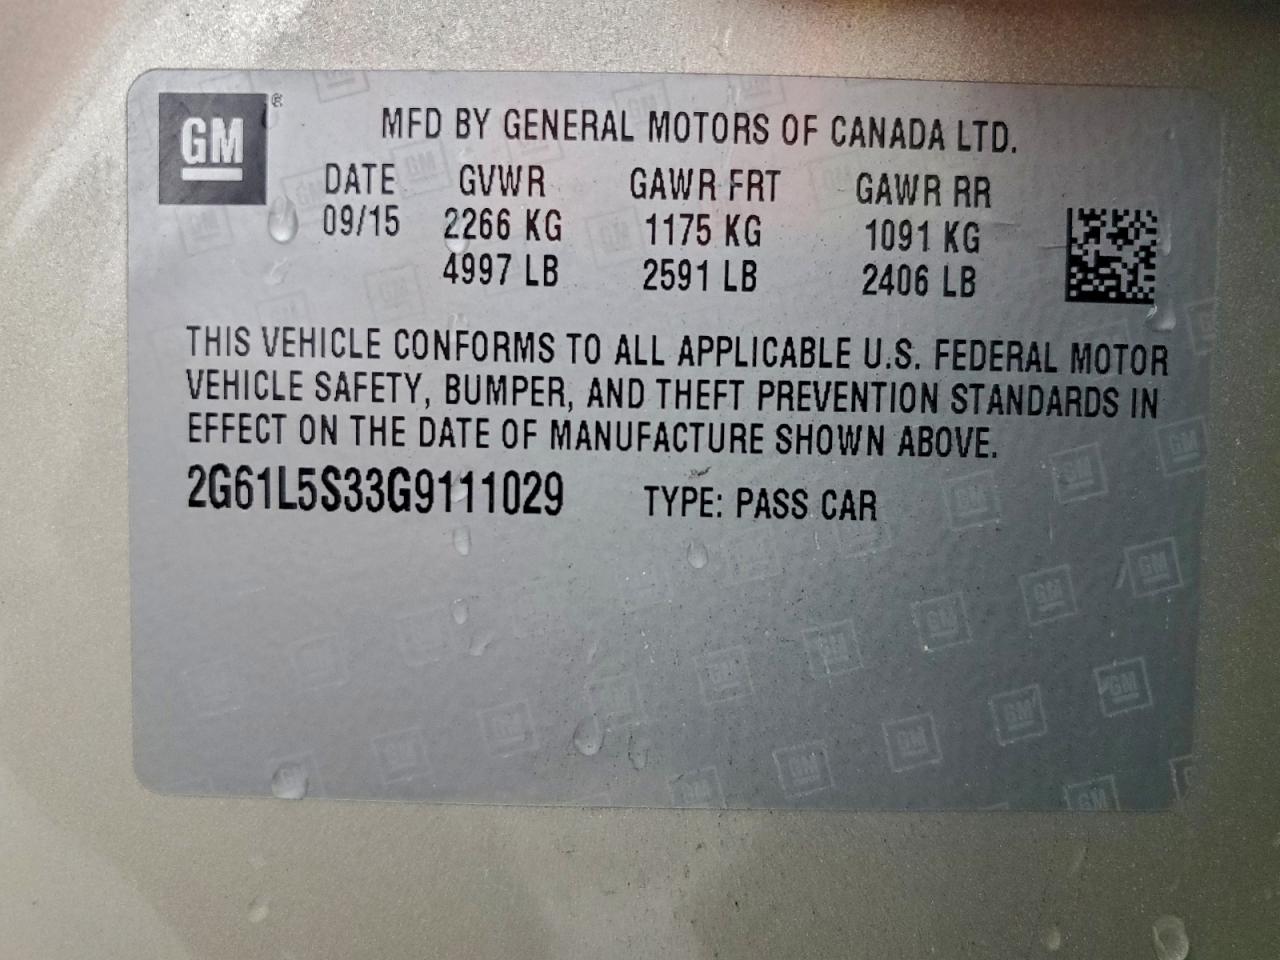 GM ®
MFD BY GENERAL MOTORS OF CANADA LTD.
DATE GVWR GAWR FRT GAWR RR
09/15 2266 KG 1175 KG 1091 KG
4997 LB 2591 LB 2406 LB
THIS VEHICLE CONFORMS TO ALL APPLICABLE U.S. FEDERAL MOTOR
VEHICLE SAFETY, BUMPER, AND THEFT PREVENTION STANDARDS IN
EFFECT ON THE DATE OF MANUFACTURE SHOWN ABOVE.
2G61L5S33G9111029 TYPE: PASS CAR